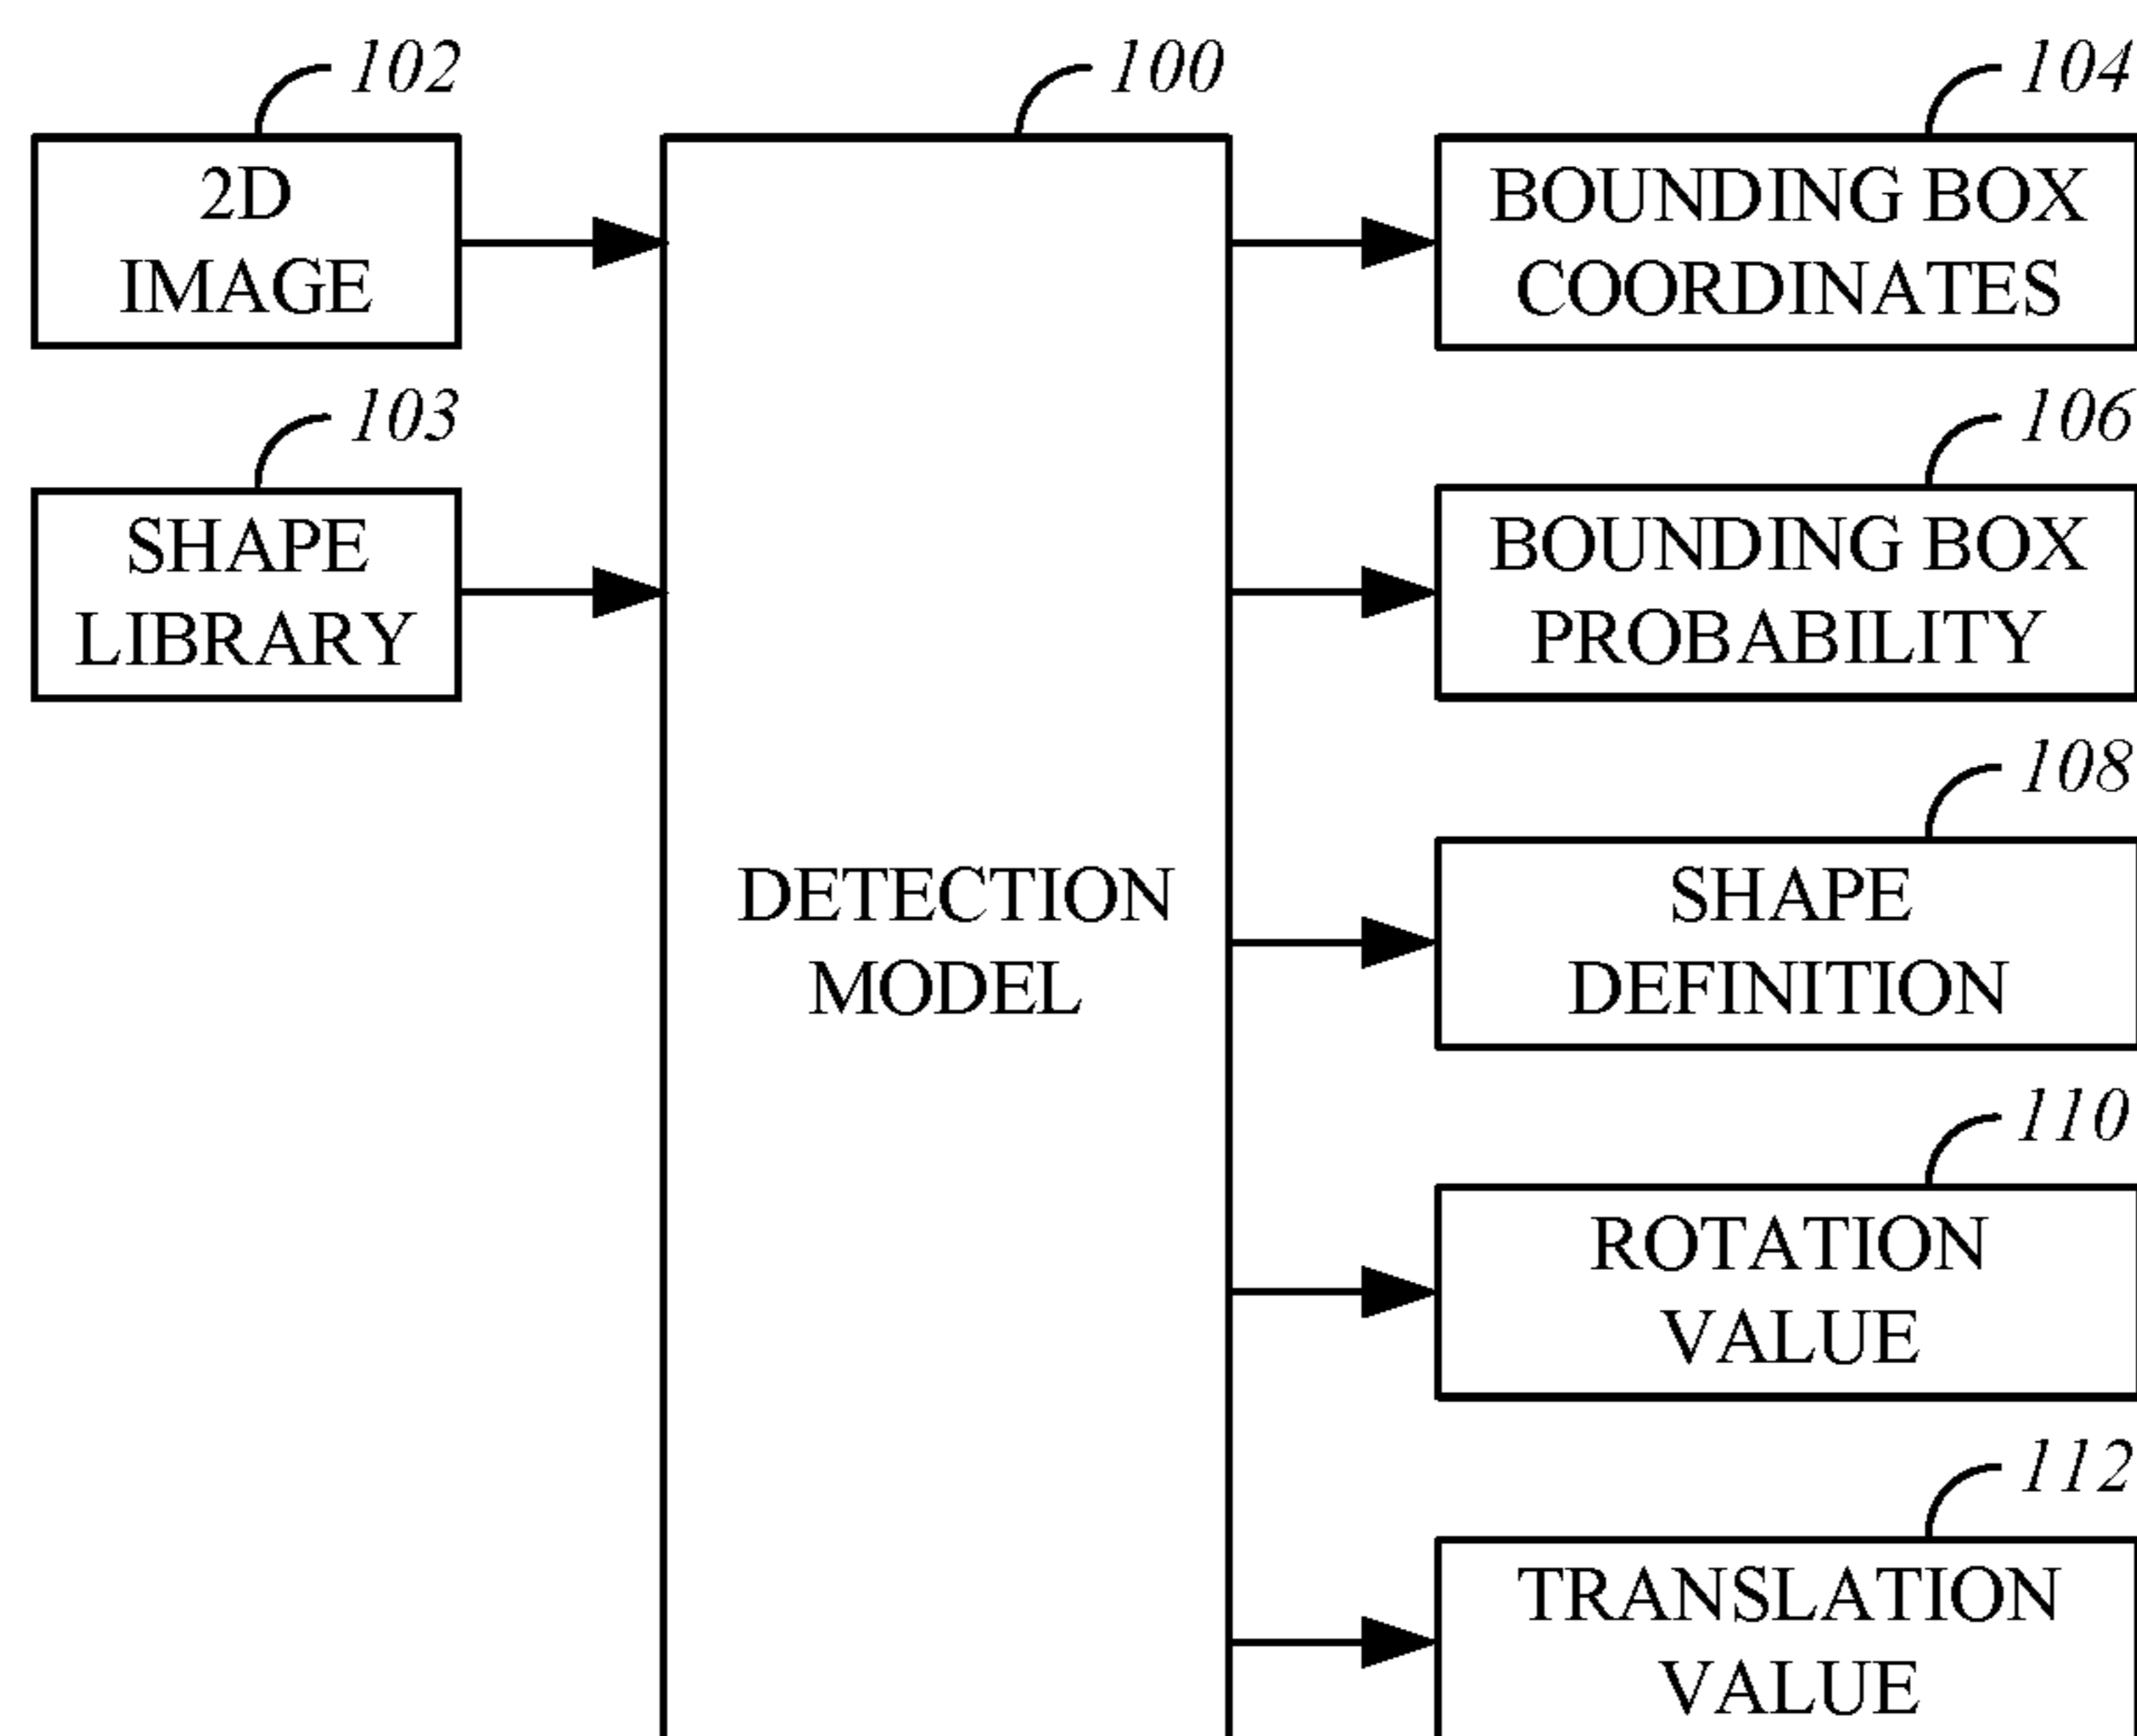 102
100
104
2D
IMAGE
BOUNDING BOX
COORDINATES
103
106
SHAPE
LIBRARY
BOUNDING BOX
PROBABILITY
108
DETECTION
MODEL
SHAPE
DEFINITION
110
ROTATION
VALUE
112
TRANSLATION
VALUE